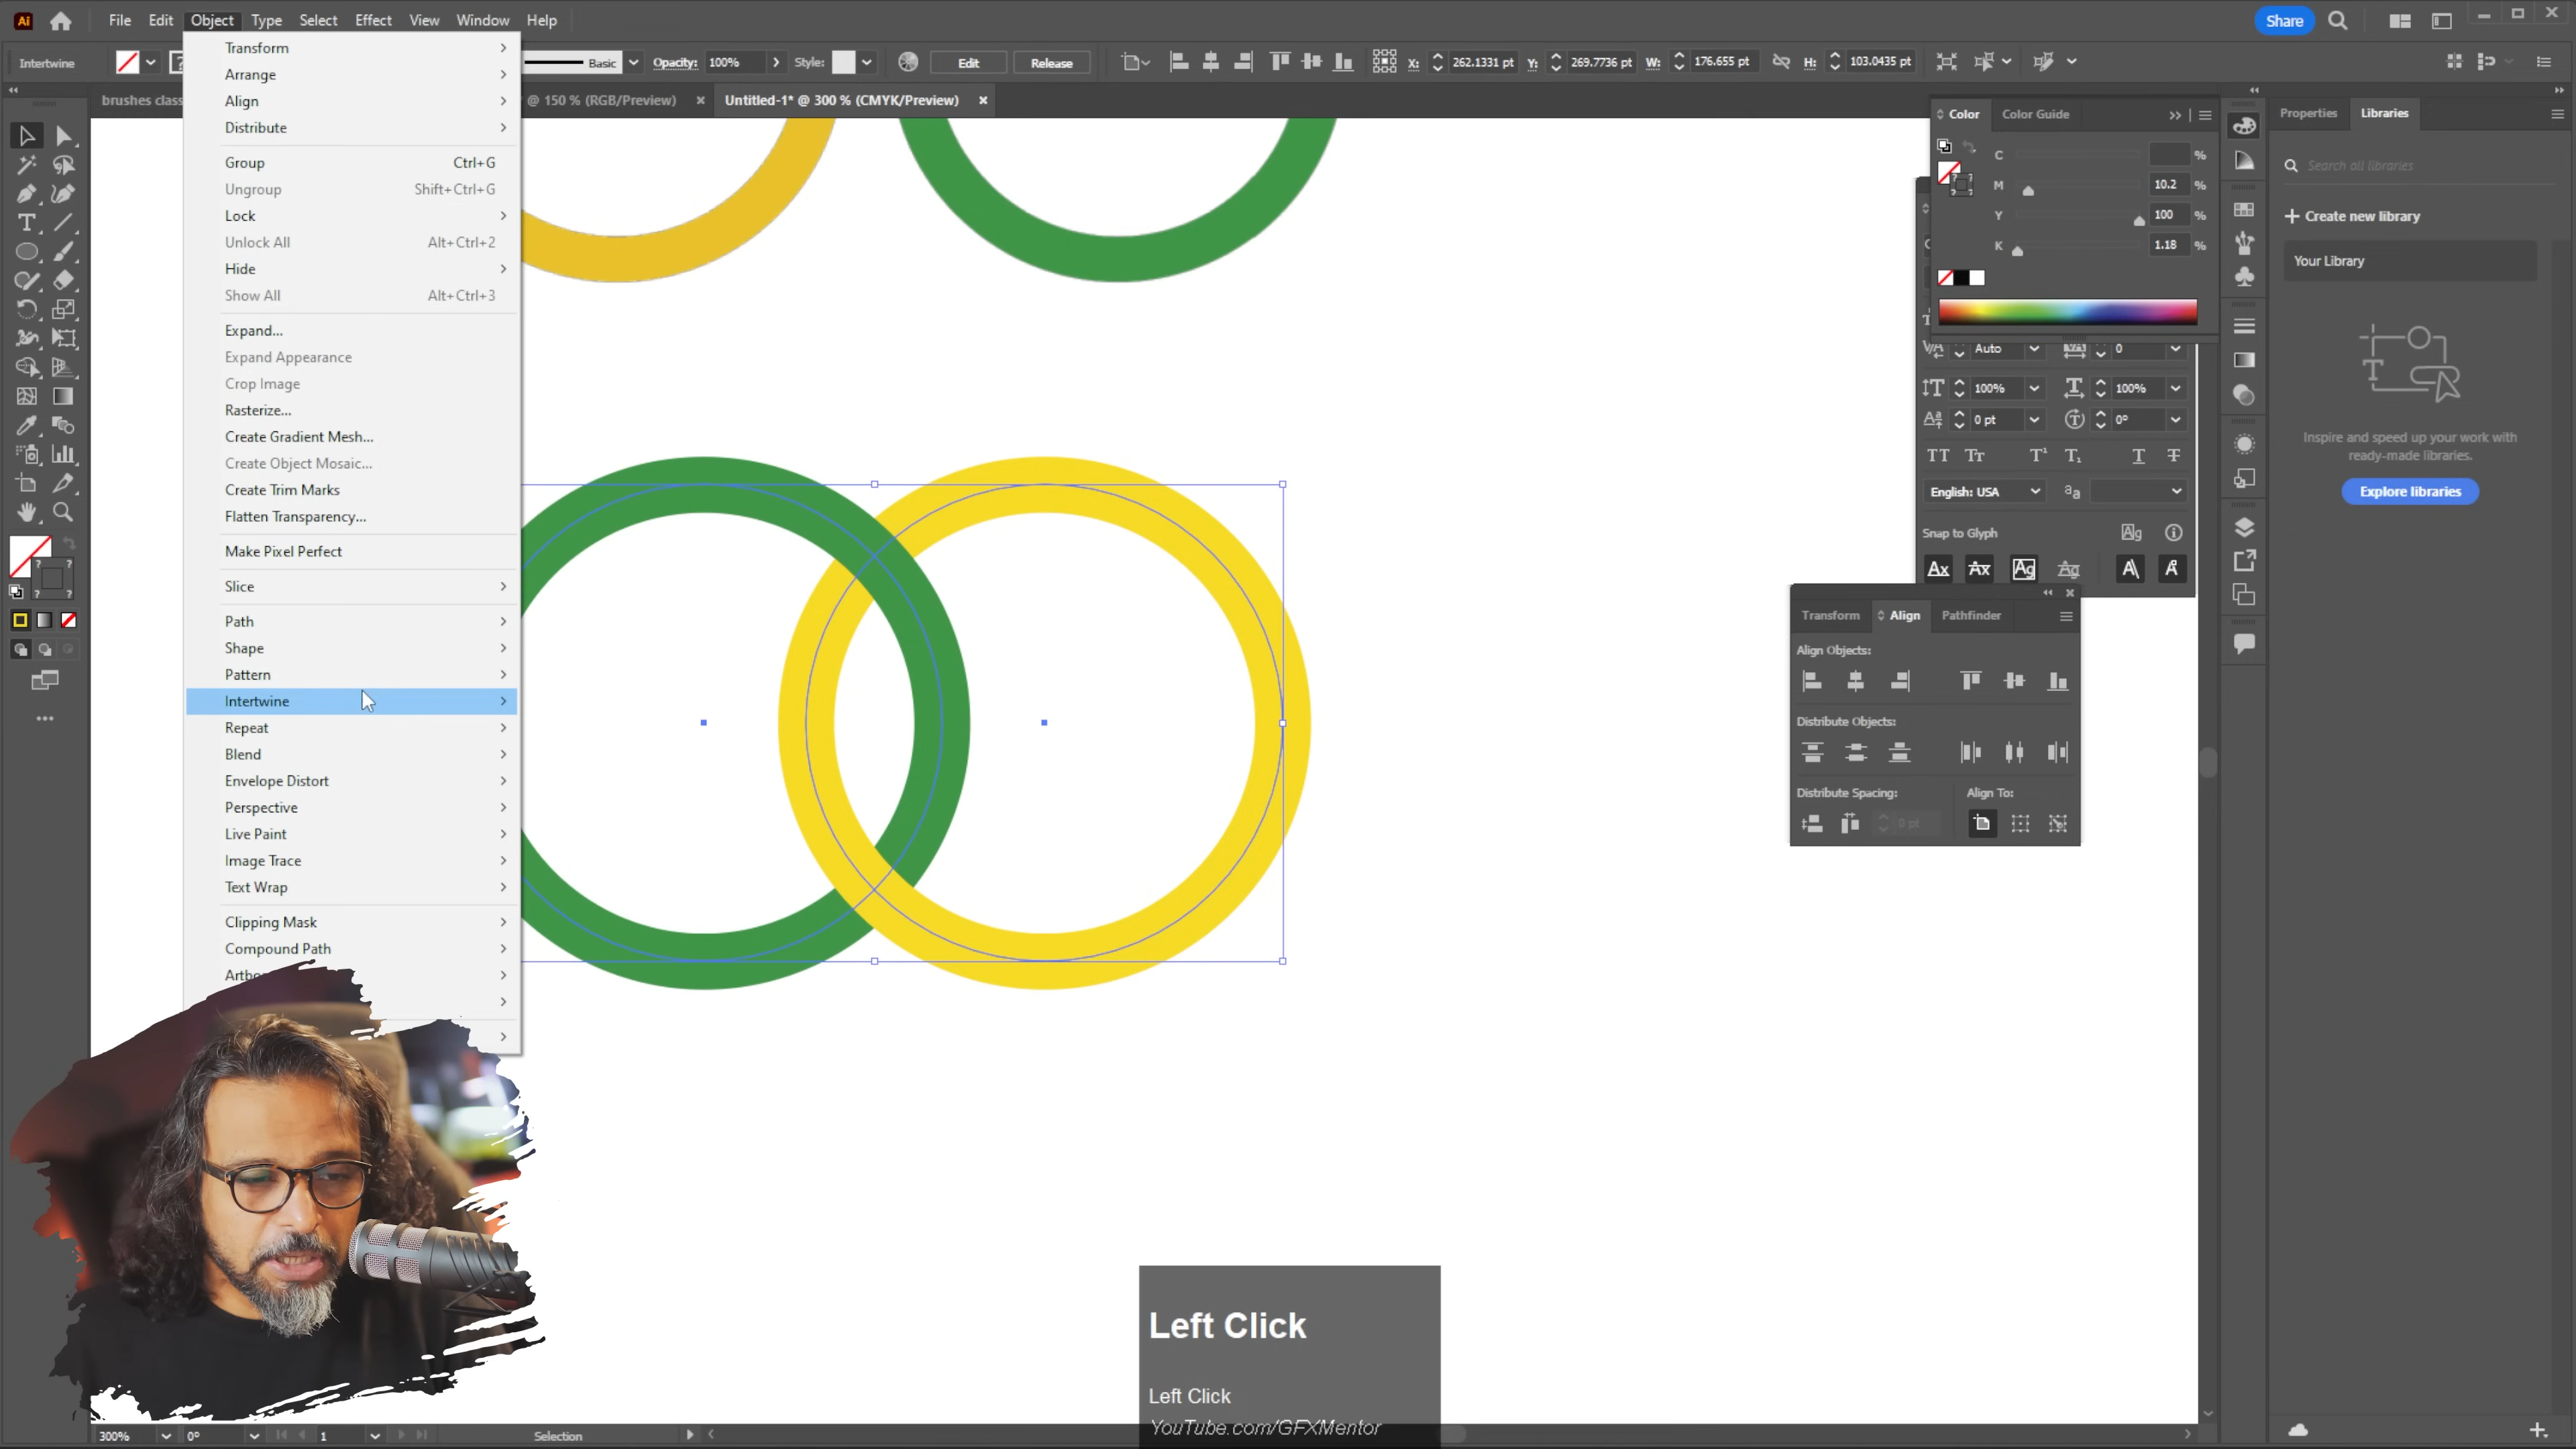 Ai File Edit Object Type Select Effect View Window Help Share
Intertwine Basic Opacity: 100% Style: Edit Release X: 262.1331 pt Y: 269.7736 pt W: 176.655 pt H: 103.0435 pt
brushes class @ 150 % (RGB/Preview) × Untitled-1* @ 300 % (CMYK/Preview) ×
Transform
Arrange
Align
Distribute
Group Ctrl+G
Ungroup Shift+Ctrl+G
Lock
Unlock All Alt+Ctrl+2
Hide
Show All Alt+Ctrl+3
Expand...
Expand Appearance
Crop Image
Rasterize...
Create Gradient Mesh...
Create Object Mosaic...
Create Trim Marks
Flatten Transparency...
Make Pixel Perfect
Slice
Path
Shape
Pattern
Intertwine
Repeat
Blend
Envelope Distort
Perspective
Live Paint
Image Trace
Text Wrap
Clipping Mask
Compound Path
Color Color Guide
C %
M 10.2 %
Y 100 %
K 1.18 %
Auto 0
100% 100%
0 pt 0°
English: USA
Snap to Glyph
Transform Align Pathfinder
Align Objects:
Distribute Objects:
Distribute Spacing: Align To:
0 pt
Properties Libraries
Search all libraries
Create new library
Your Library
Inspire and speed up your work with
ready-made libraries.
Explore libraries
Left Click
Left Click
YouTube.com/GFXMentor
300% 0° 1 Selection